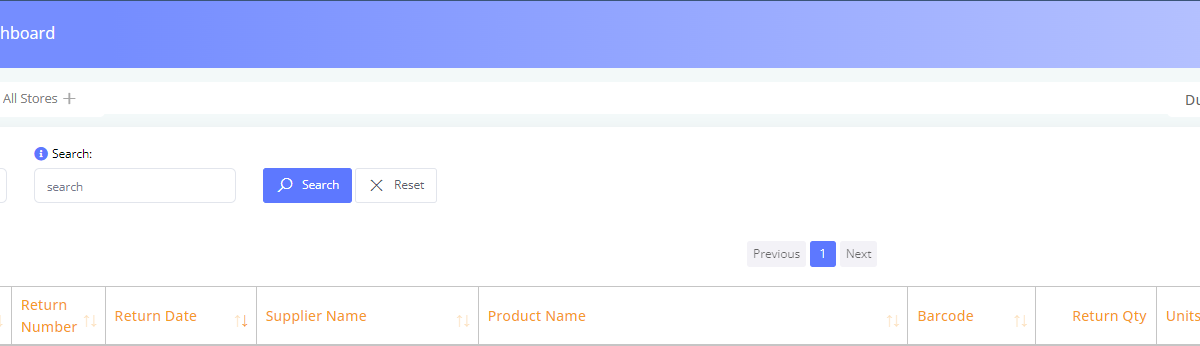 hboard
All Stores
Du
Search:
search
Search
Reset
Previous
1
Next
Return
Number
Return Date
Supplier Name
Product Name
Barcode
Return Qty
Units